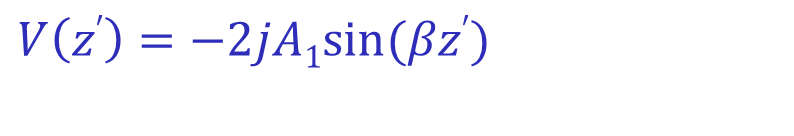 V(z′) = −2jA₁sin(βz′)